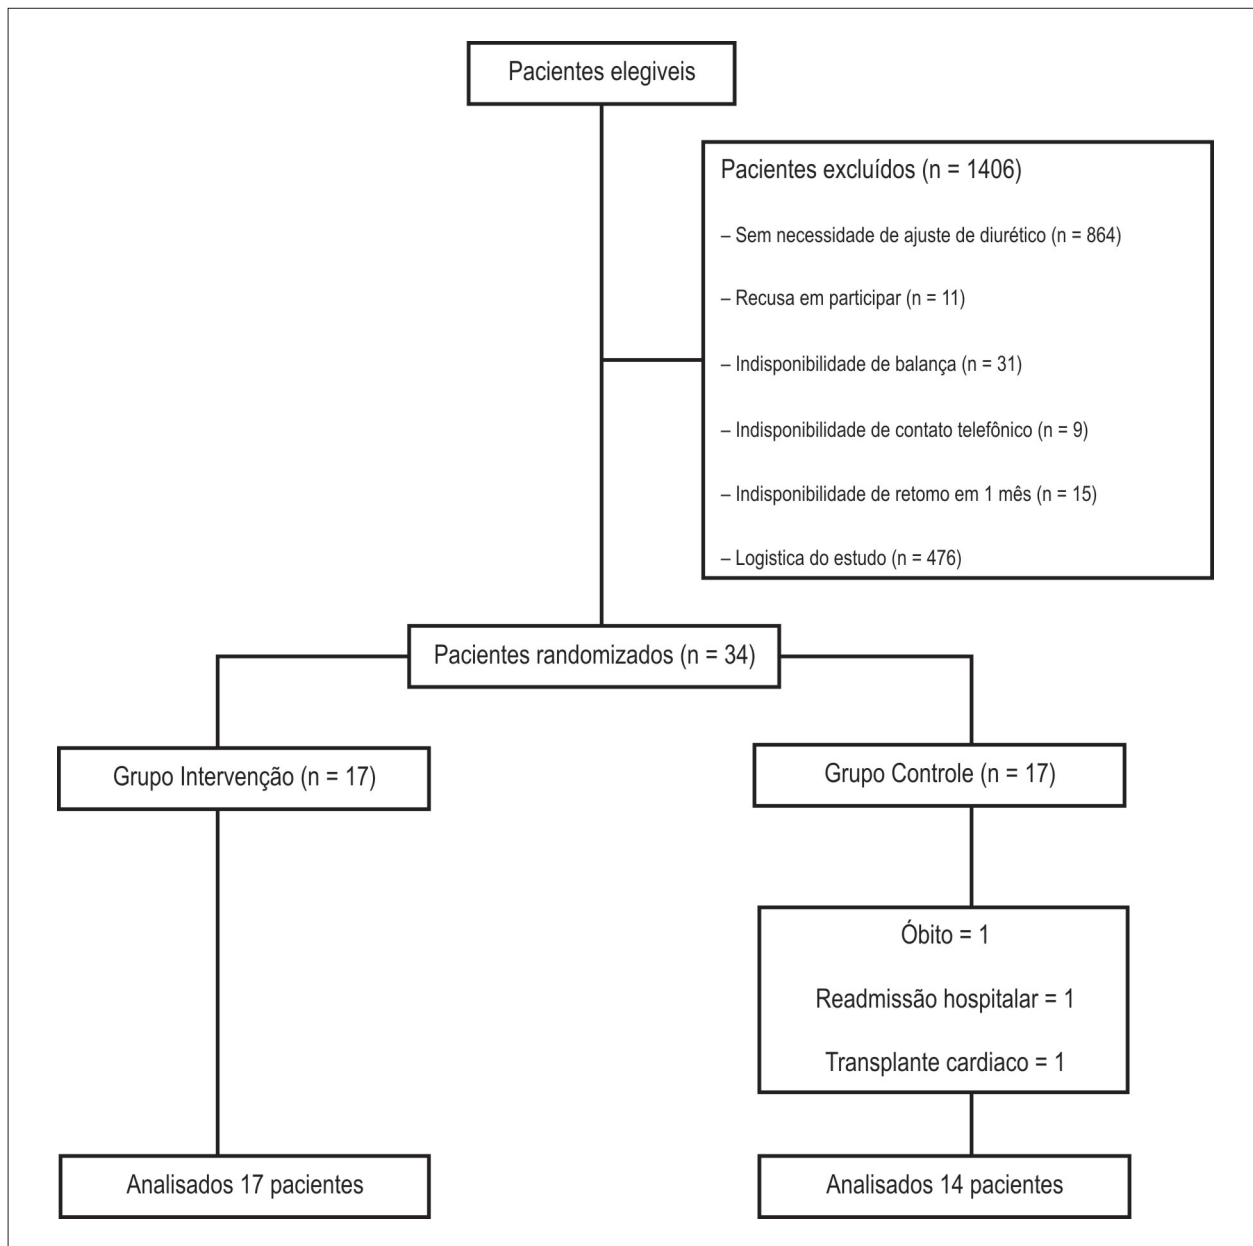 Pacientes elegiveis
Pacientes excluídos (n = 1406)
– Sem necessidade de ajuste de diurético (n = 864)
– Recusa em participar (n = 11)
– Indisponibilidade de balança (n = 31)
– Indisponibilidade de contato telefônico (n = 9)
– Indisponibilidade de retomo em 1 mês (n = 15)
– Logistica do estudo (n = 476)
Pacientes randomizados (n = 34)
Grupo Intervenção (n = 17)
Grupo Controle (n = 17)
Óbito = 1
Readmissão hospitalar = 1
Transplante cardiaco = 1
Analisados 17 pacientes
Analisados 14 pacientes